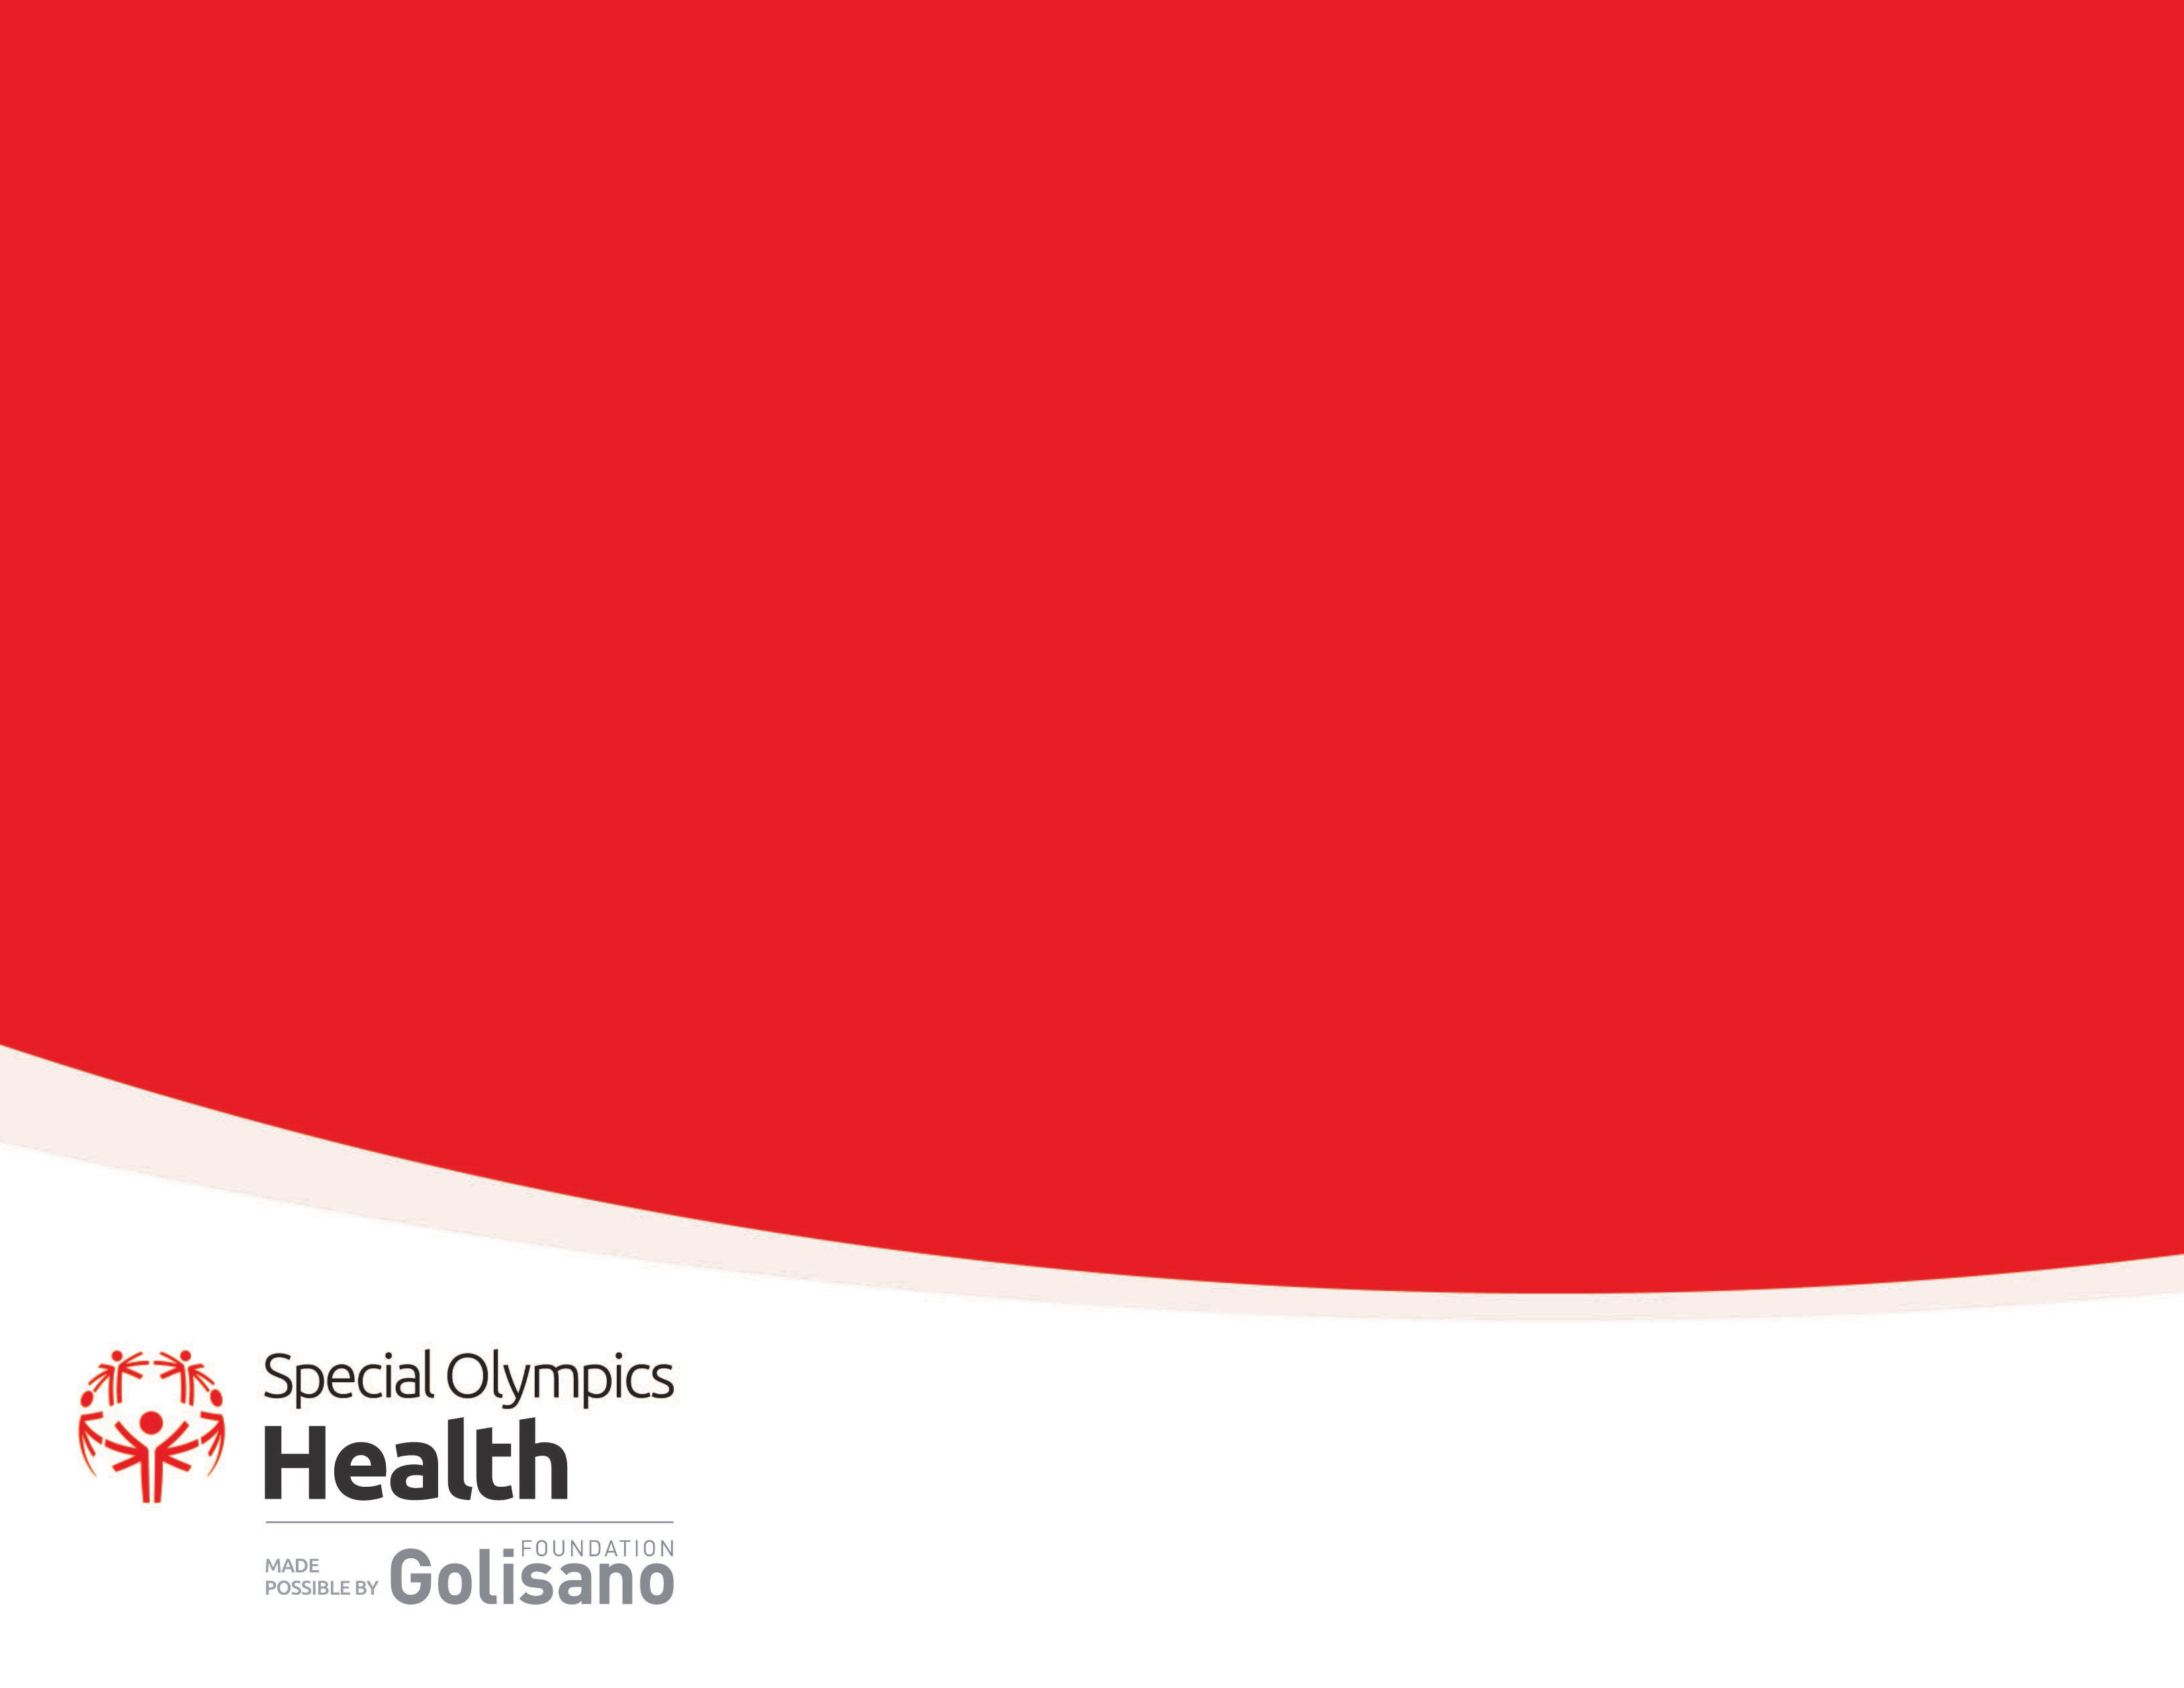 Special Olympics
Health
MADE
POSSIBLE BY
FOUNDATION
Golisano